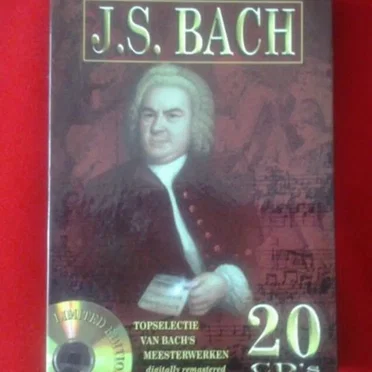 J.S. BACH
LIMITED EDITION
TOPSELECTIE
VAN BACH'S
MEESTERWERKEN
digitally remastered
20
CD's